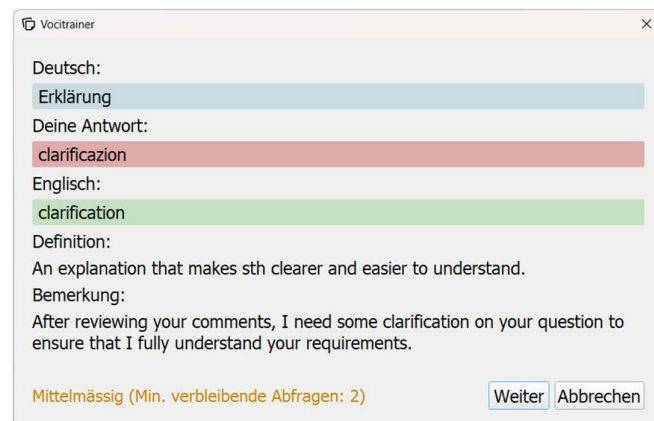 Vocitrainer
Deutsch:
Erklärung
Deine Antwort:
clarificazion
Englisch:
clarification
Definition:
An explanation that makes sth clearer and easier to understand.
Bemerkung:
After reviewing your comments, I need some clarification on your question to
ensure that I fully understand your requirements.
Mittelmässig (Min. verbleibende Abfragen: 2) Weiter Abbrechen